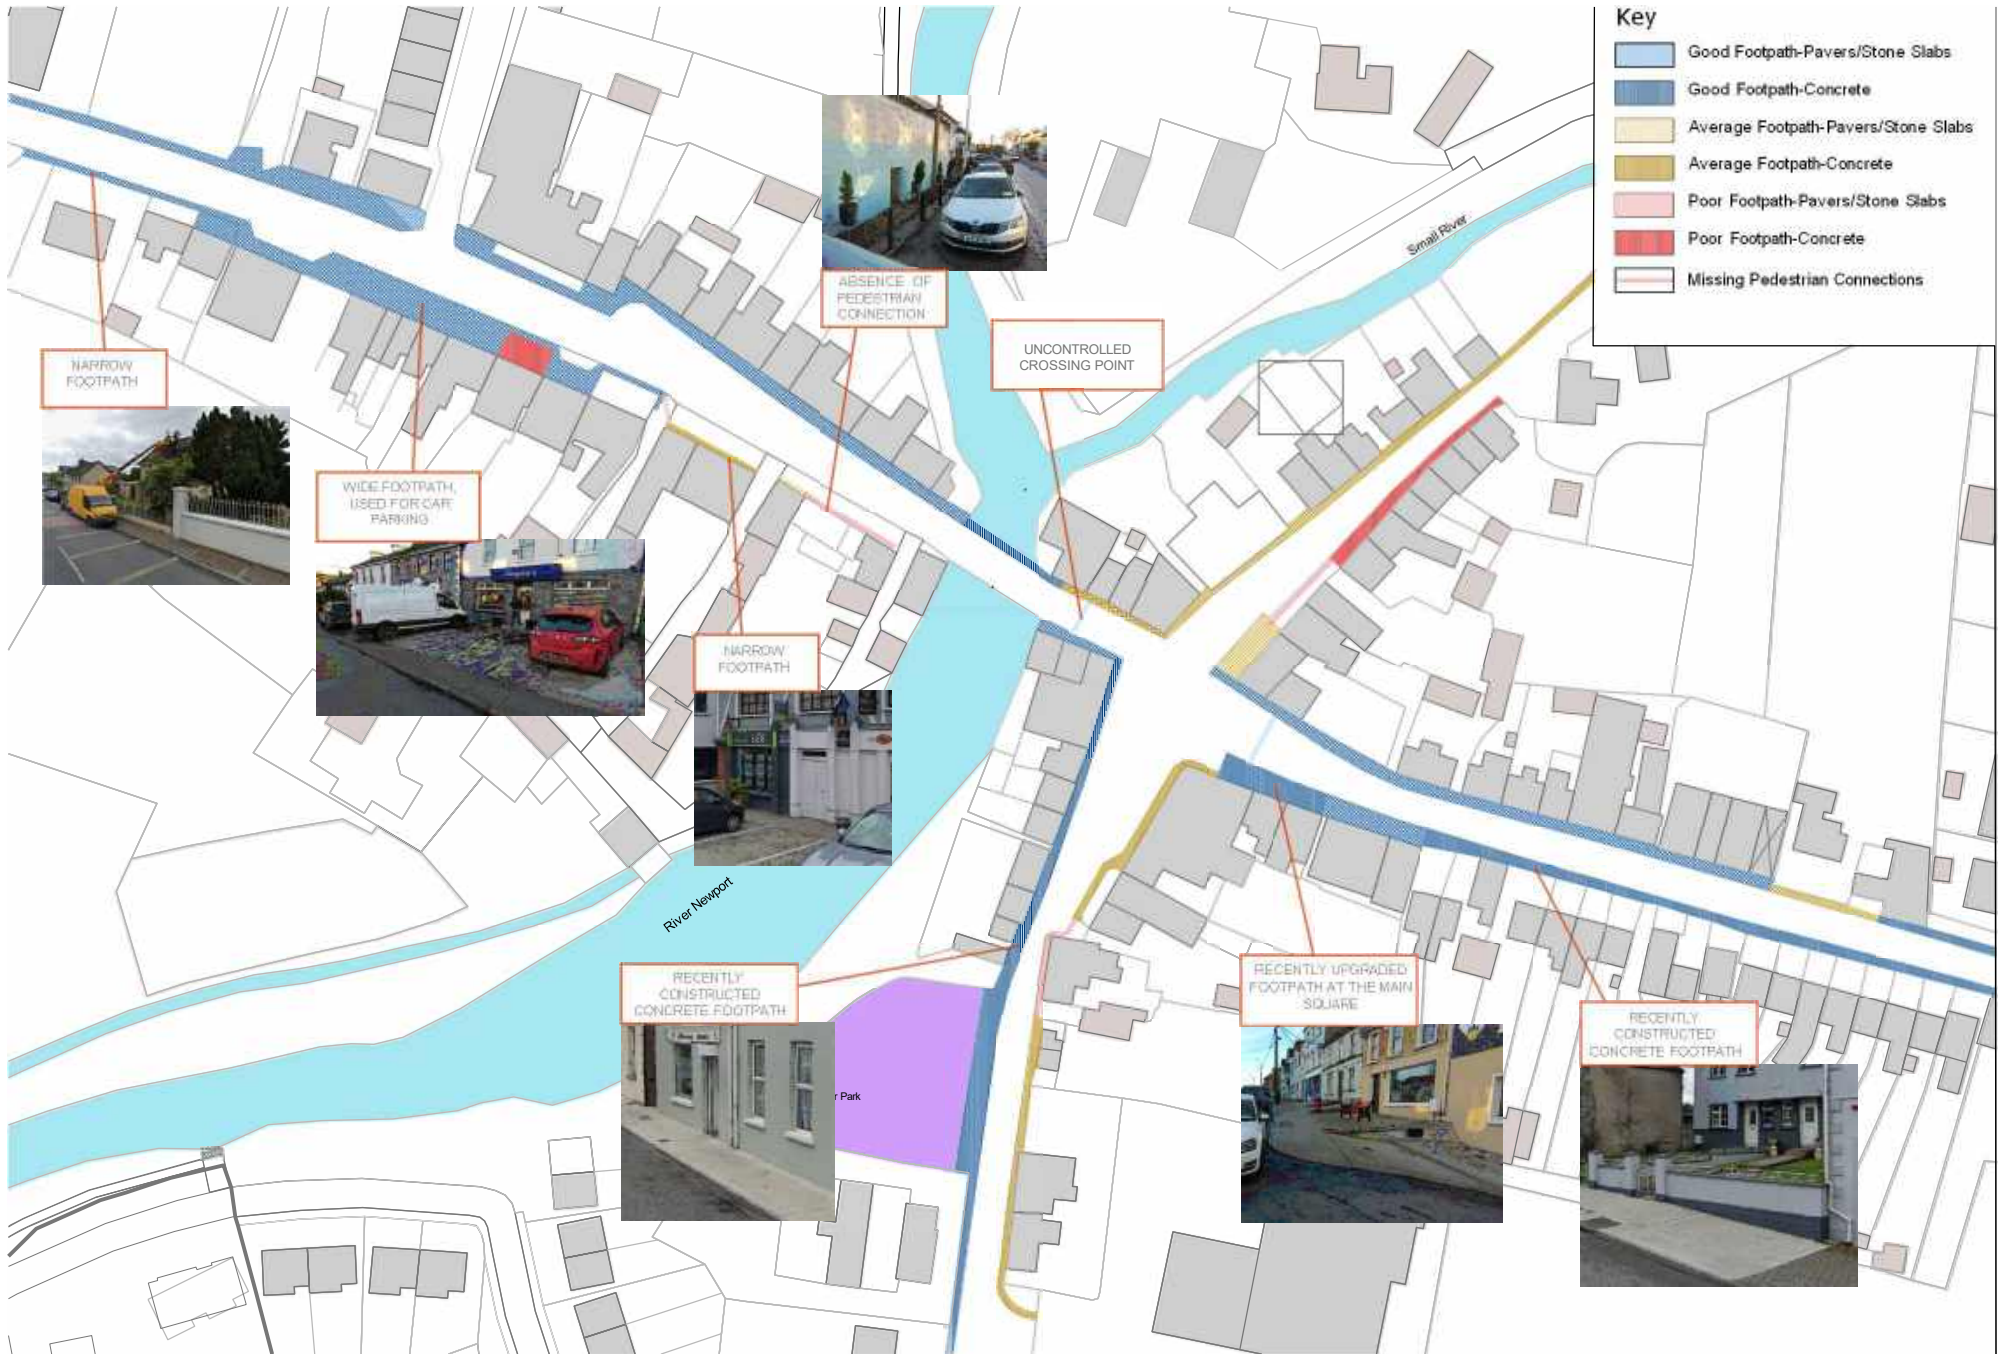 Key
Good Footpath-Pavers/Stone Slabs
Good Footpath-Concrete
Average Footpath-Pavers/Stone Slabs
Average Footpath-Concrete
Poor Footpath-Pavers/Stone Slabs
Poor Footpath-Concrete
Missing Pedestrian Connections
Small River
ABSENCE OF
PEDESTRIAN
CONNECTION
UNCONTROLLED
CROSSING POINT
NARROW
FOOTPATH
WIDE FOOTPATH,
USED FOR CAR
PARKING
NARROW
FOOTPATH
River Newport
RECENTLY
CONSTRUCTED
CONCRETE FOOTPATH
RECENTLY UPGRADED
FOOTPATH AT THE MAIN
SQUARE
RECENTLY
CONSTRUCTED
CONCRETE FOOTPATH
r Park